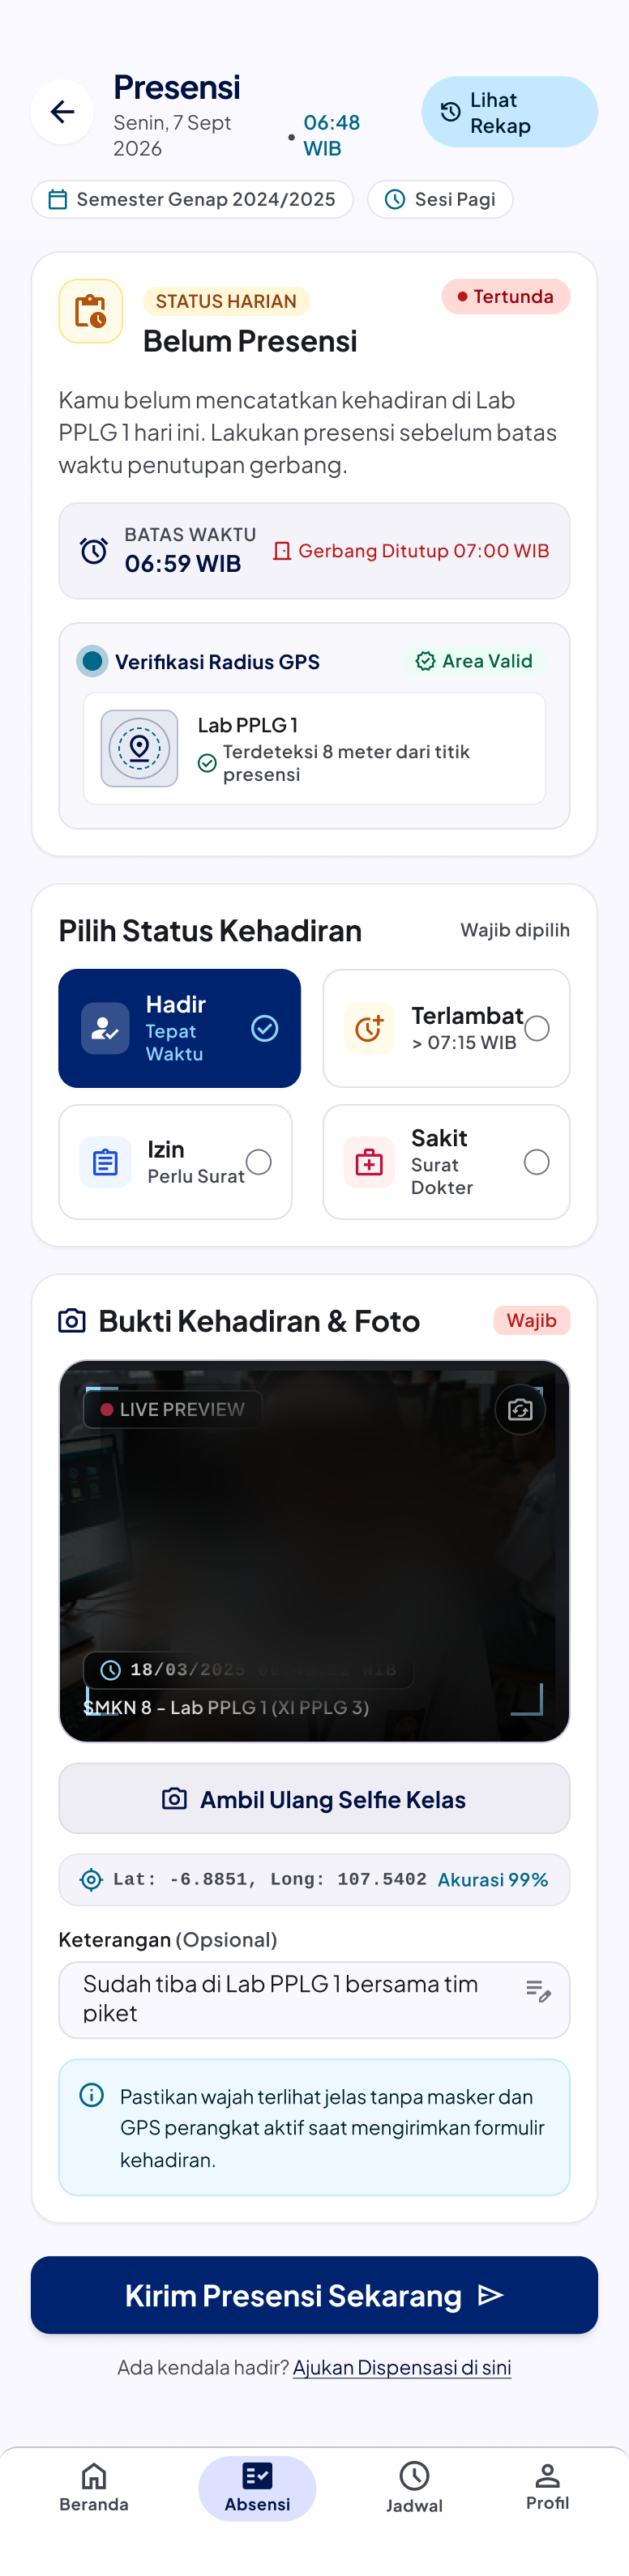 Presensi
Senin, 7 Sept
2026
• 06:48
WIB
Lihat
Rekap
Semester Genap 2024/2025
Sesi Pagi
STATUS HARIAN
Tertunda
Belum Presensi
Kamu belum mencatatkan kehadiran di Lab
PPLG 1 hari ini. Lakukan presensi sebelum batas
waktu penutupan gerbang.
BATAS WAKTU
06:59 WIB
Gerbang Ditutup 07:00 WIB
Verifikasi Radius GPS
Area Valid
Lab PPLG 1
Terdeteksi 8 meter dari titik
presensi
Pilih Status Kehadiran
Wajib dipilih
Hadir
Tepat
Waktu
Terlambat
> 07:15 WIB
Izin
Perlu Surat
Sakit
Surat
Dokter
Bukti Kehadiran & Foto
Wajib
LIVE PREVIEW
18/03/2025 WIB
SMKN 8 - Lab PPLG 1 (XI PPLG 3)
Ambil Ulang Selfie Kelas
Lat: -6.8851, Long: 107.5402
Akurasi 99%
Keterangan (Opsional)
Sudah tiba di Lab PPLG 1 bersama tim
piket
Pastikan wajah terlihat jelas tanpa masker dan
GPS perangkat aktif saat mengirimkan formulir
kehadiran.
Kirim Presensi Sekarang
Ada kendala hadir? Ajukan Dispensasi di sini
Beranda
Absensi
Jadwal
Profil